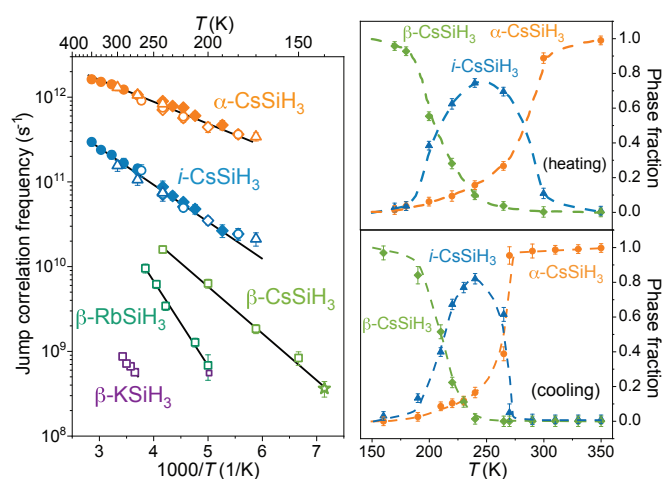 T (K)
400 300 240 200 140
Jump correlation frequency (s⁻¹)
10¹²
10¹¹
10¹⁰
10⁹
10⁸
α-CsSiH₃
i-CsSiH₃
β-CsSiH₃
β-RbSiH₃
β-KSiH₃
3 4 5 6 7
1000/T (1/K)
β-CsSiH₃
α-CsSiH₃
i-CsSiH₃
(heating)
1.0
0.8
0.6
0.4
0.2
0.0
Phase fraction
i-CsSiH₃
α-CsSiH₃
β-CsSiH₃
(cooling)
1.0
0.8
0.6
0.4
0.2
0.0
Phase fraction
150 200 250 300 350
T (K)